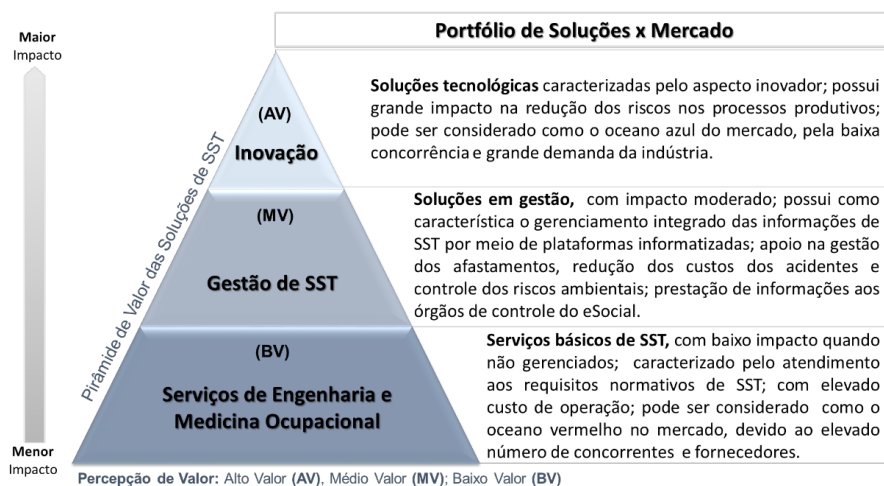 Portfólio de Soluções x Mercado
Maior
Impacto
Menor
Impacto
Pirâmide de Valor das Soluções de SST
(AV)
Inovação
Soluções tecnológicas caracterizadas pelo aspecto inovador; possui
grande impacto na redução dos riscos nos processos produtivos;
pode ser considerado como o oceano azul do mercado, pela baixa
concorrência e grande demanda da indústria.
(MV)
Gestão de SST
Soluções em gestão, com impacto moderado; possui como
característica o gerenciamento integrado das informações de
SST por meio de plataformas informatizadas; apoio na gestão
dos afastamentos, redução dos custos dos acidentes e
controle dos riscos ambientais; prestação de informações aos
órgãos de controle do eSocial.
(BV)
Serviços de Engenharia e
Medicina Ocupacional
Serviços básicos de SST, com baixo impacto quando
não gerenciados; caracterizado pelo atendimento
aos requisitos normativos de SST; com elevado
custo de operação; pode ser considerado como o
oceano vermelho no mercado, devido ao elevado
número de concorrentes e fornecedores.
Percepção de Valor: Alto Valor (AV), Médio Valor (MV); Baixo Valor (BV)